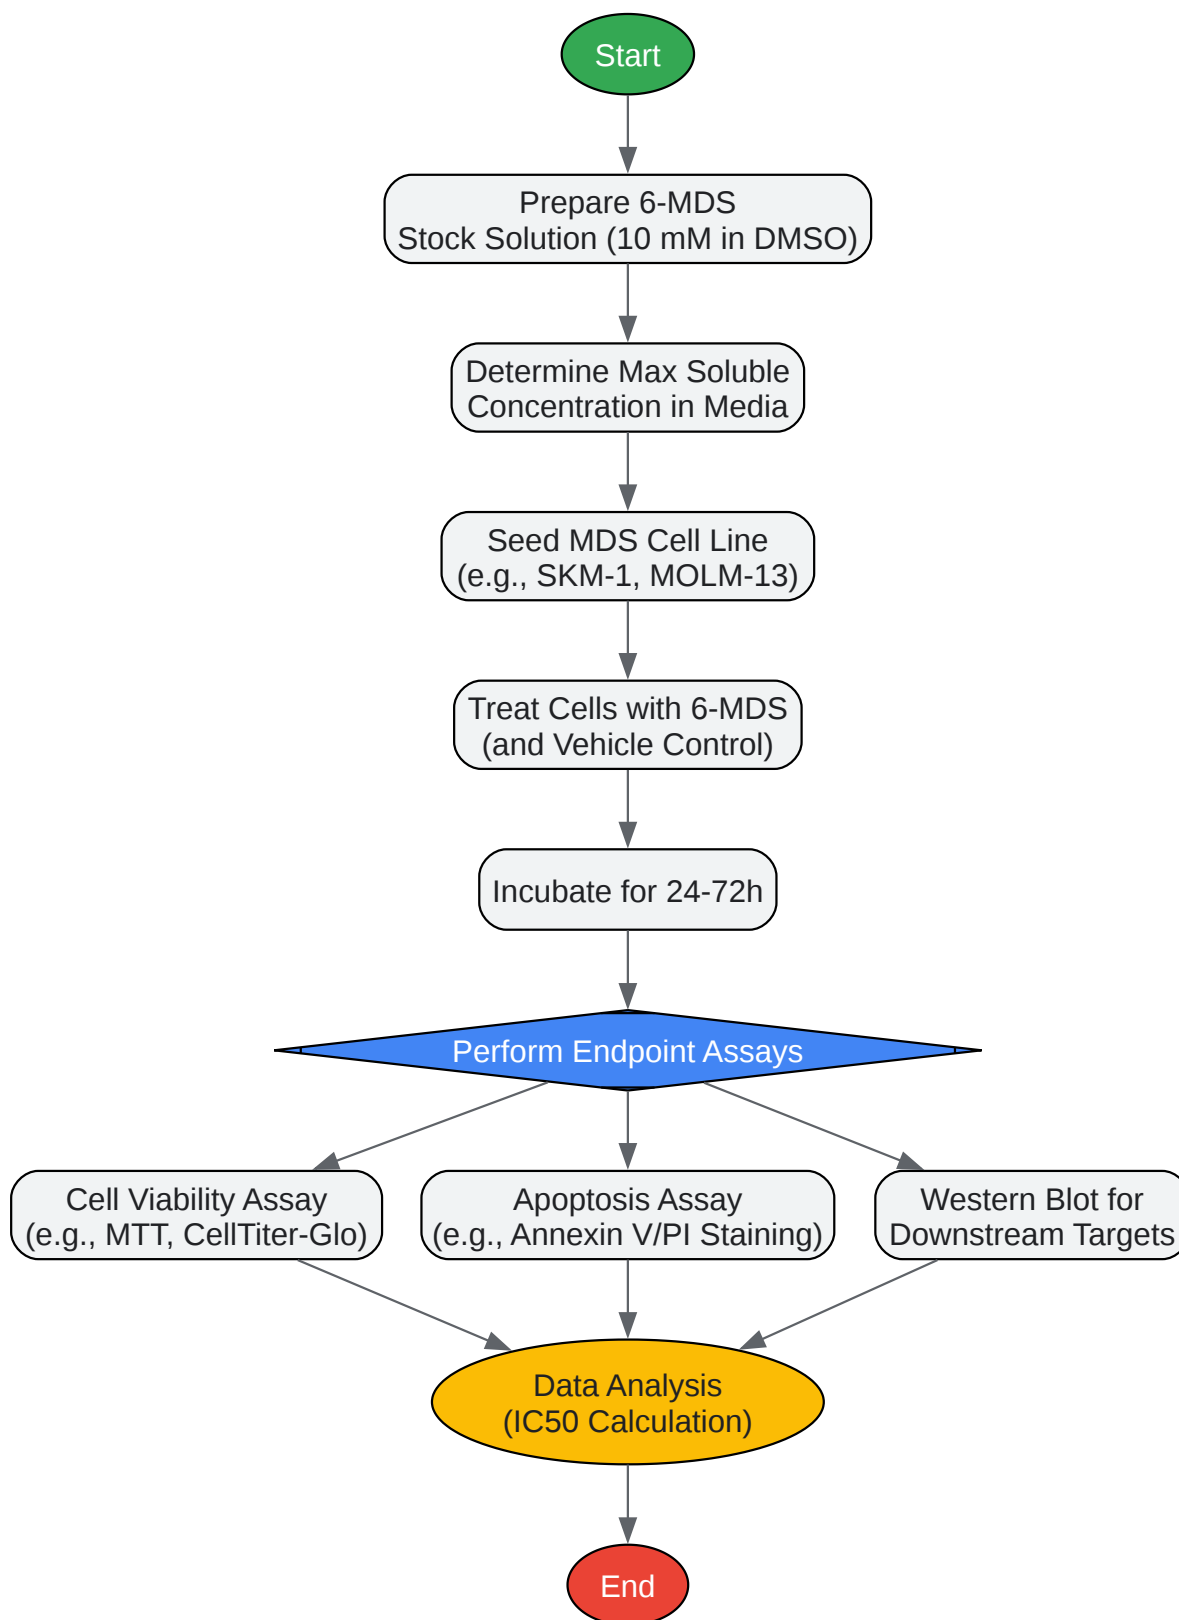 Start
Prepare 6-MDS
Stock Solution (10 mM in DMSO)
Determine Max Soluble
Concentration in Media
Seed MDS Cell Line
(e.g., SKM-1, MOLM-13)
Treat Cells with 6-MDS
(and Vehicle Control)
Incubate for 24-72h
Perform Endpoint Assays
Cell Viability Assay
(e.g., MTT, CellTiter-Glo)
Apoptosis Assay
(e.g., Annexin V/PI Staining)
Western Blot for
Downstream Targets
Data Analysis
(IC50 Calculation)
End